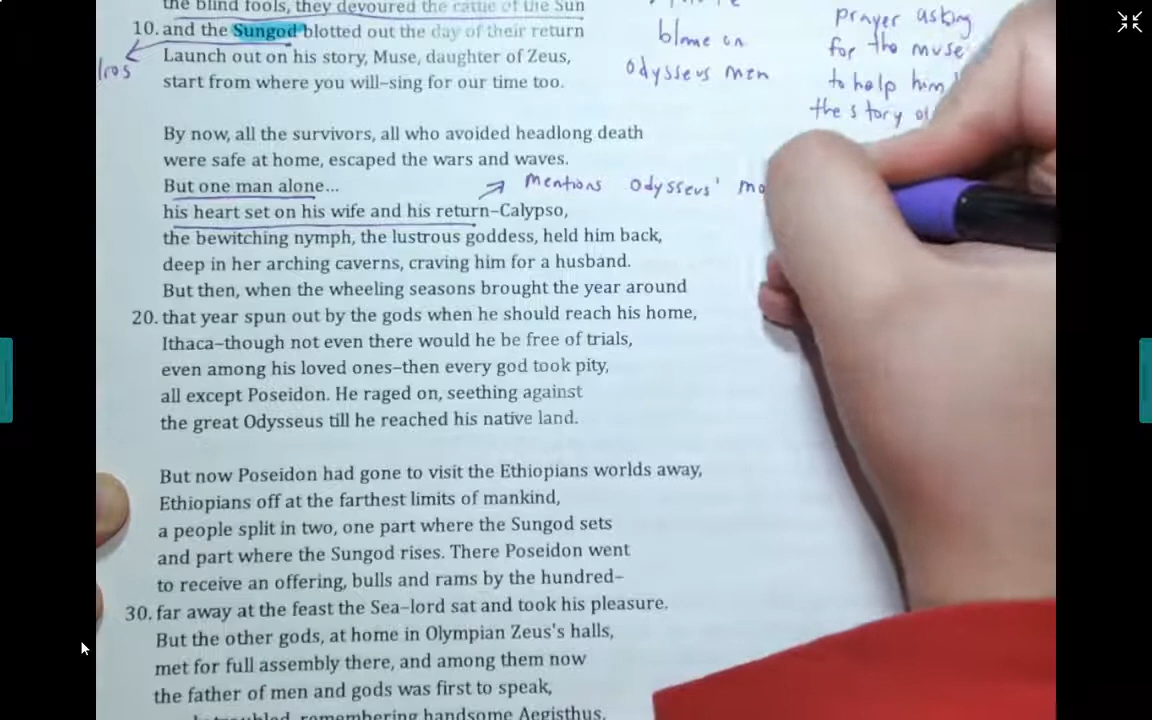 the blind fools, they devoured the cattle of the Sun
10. and the Sungod blotted out the day of their return
Launch out on his story, Muse, daughter of Zeus,
start from where you will–sing for our time too.
blame on
odysseus men
prayer asking
for the muse
to help him
the story of
By now, all the survivors, all who avoided headlong death
were safe at home, escaped the wars and waves.
But one man alone...
mentions odysseus' mo
his heart set on his wife and his return–Calypso,
the bewitching nymph, the lustrous goddess, held him back,
deep in her arching caverns, craving him for a husband.
But then, when the wheeling seasons brought the year around
20. that year spun out by the gods when he should reach his home,
Ithaca–though not even there would he be free of trials,
even among his loved ones–then every god took pity,
all except Poseidon. He raged on, seething against
the great Odysseus till he reached his native land.
But now Poseidon had gone to visit the Ethiopians worlds away,
Ethiopians off at the farthest limits of mankind,
a people split in two, one part where the Sungod sets
and part where the Sungod rises. There Poseidon went
to receive an offering, bulls and rams by the hundred–
30. far away at the feast the Sea–lord sat and took his pleasure.
But the other gods, at home in Olympian Zeus's halls,
met for full assembly there, and among them now
the father of men and gods was first to speak,
troubled, remembering handsome Aegisthus,